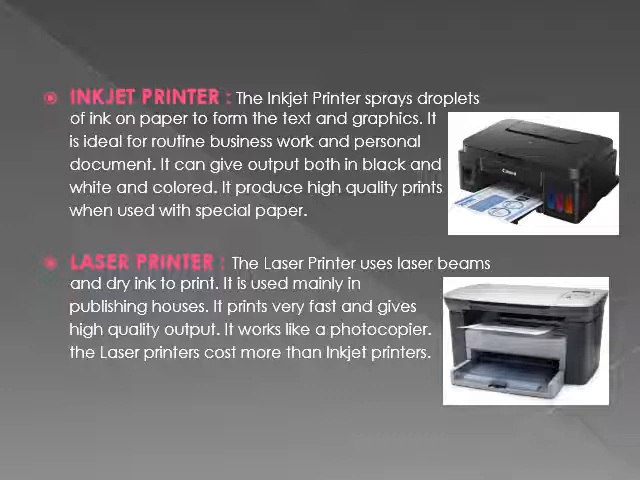 INKJET PRINTER : The Inkjet Printer sprays droplets
of ink on paper to form the text and graphics. It
is ideal for routine business work and personal
document. It can give output both in black and
white and colored. It produce high quality prints
when used with special paper.
Canon
LASER PRINTER : The Laser Printer uses laser beams
and dry ink to print. It is used mainly in
publishing houses. It prints very fast and gives
high quality output. It works like a photocopier.
the Laser printers cost more than Inkjet printers.